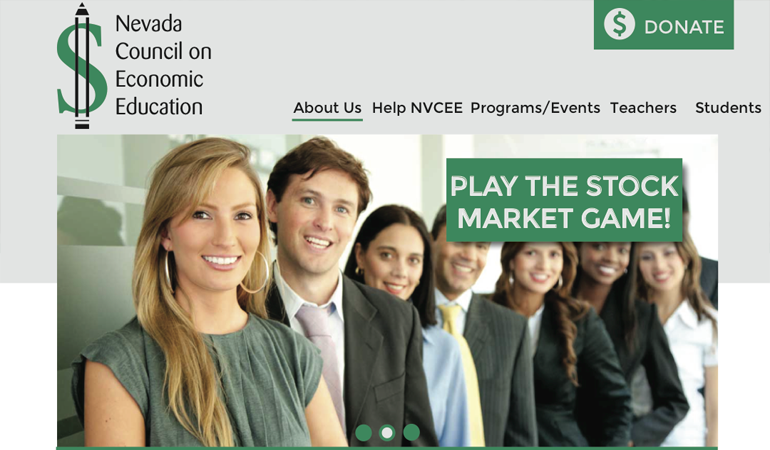 Nevada
Council on
Economic
Education
$ DONATE
About Us Help NVCEE Programs/Events Teachers Students
PLAY THE STOCK
MARKET GAME!